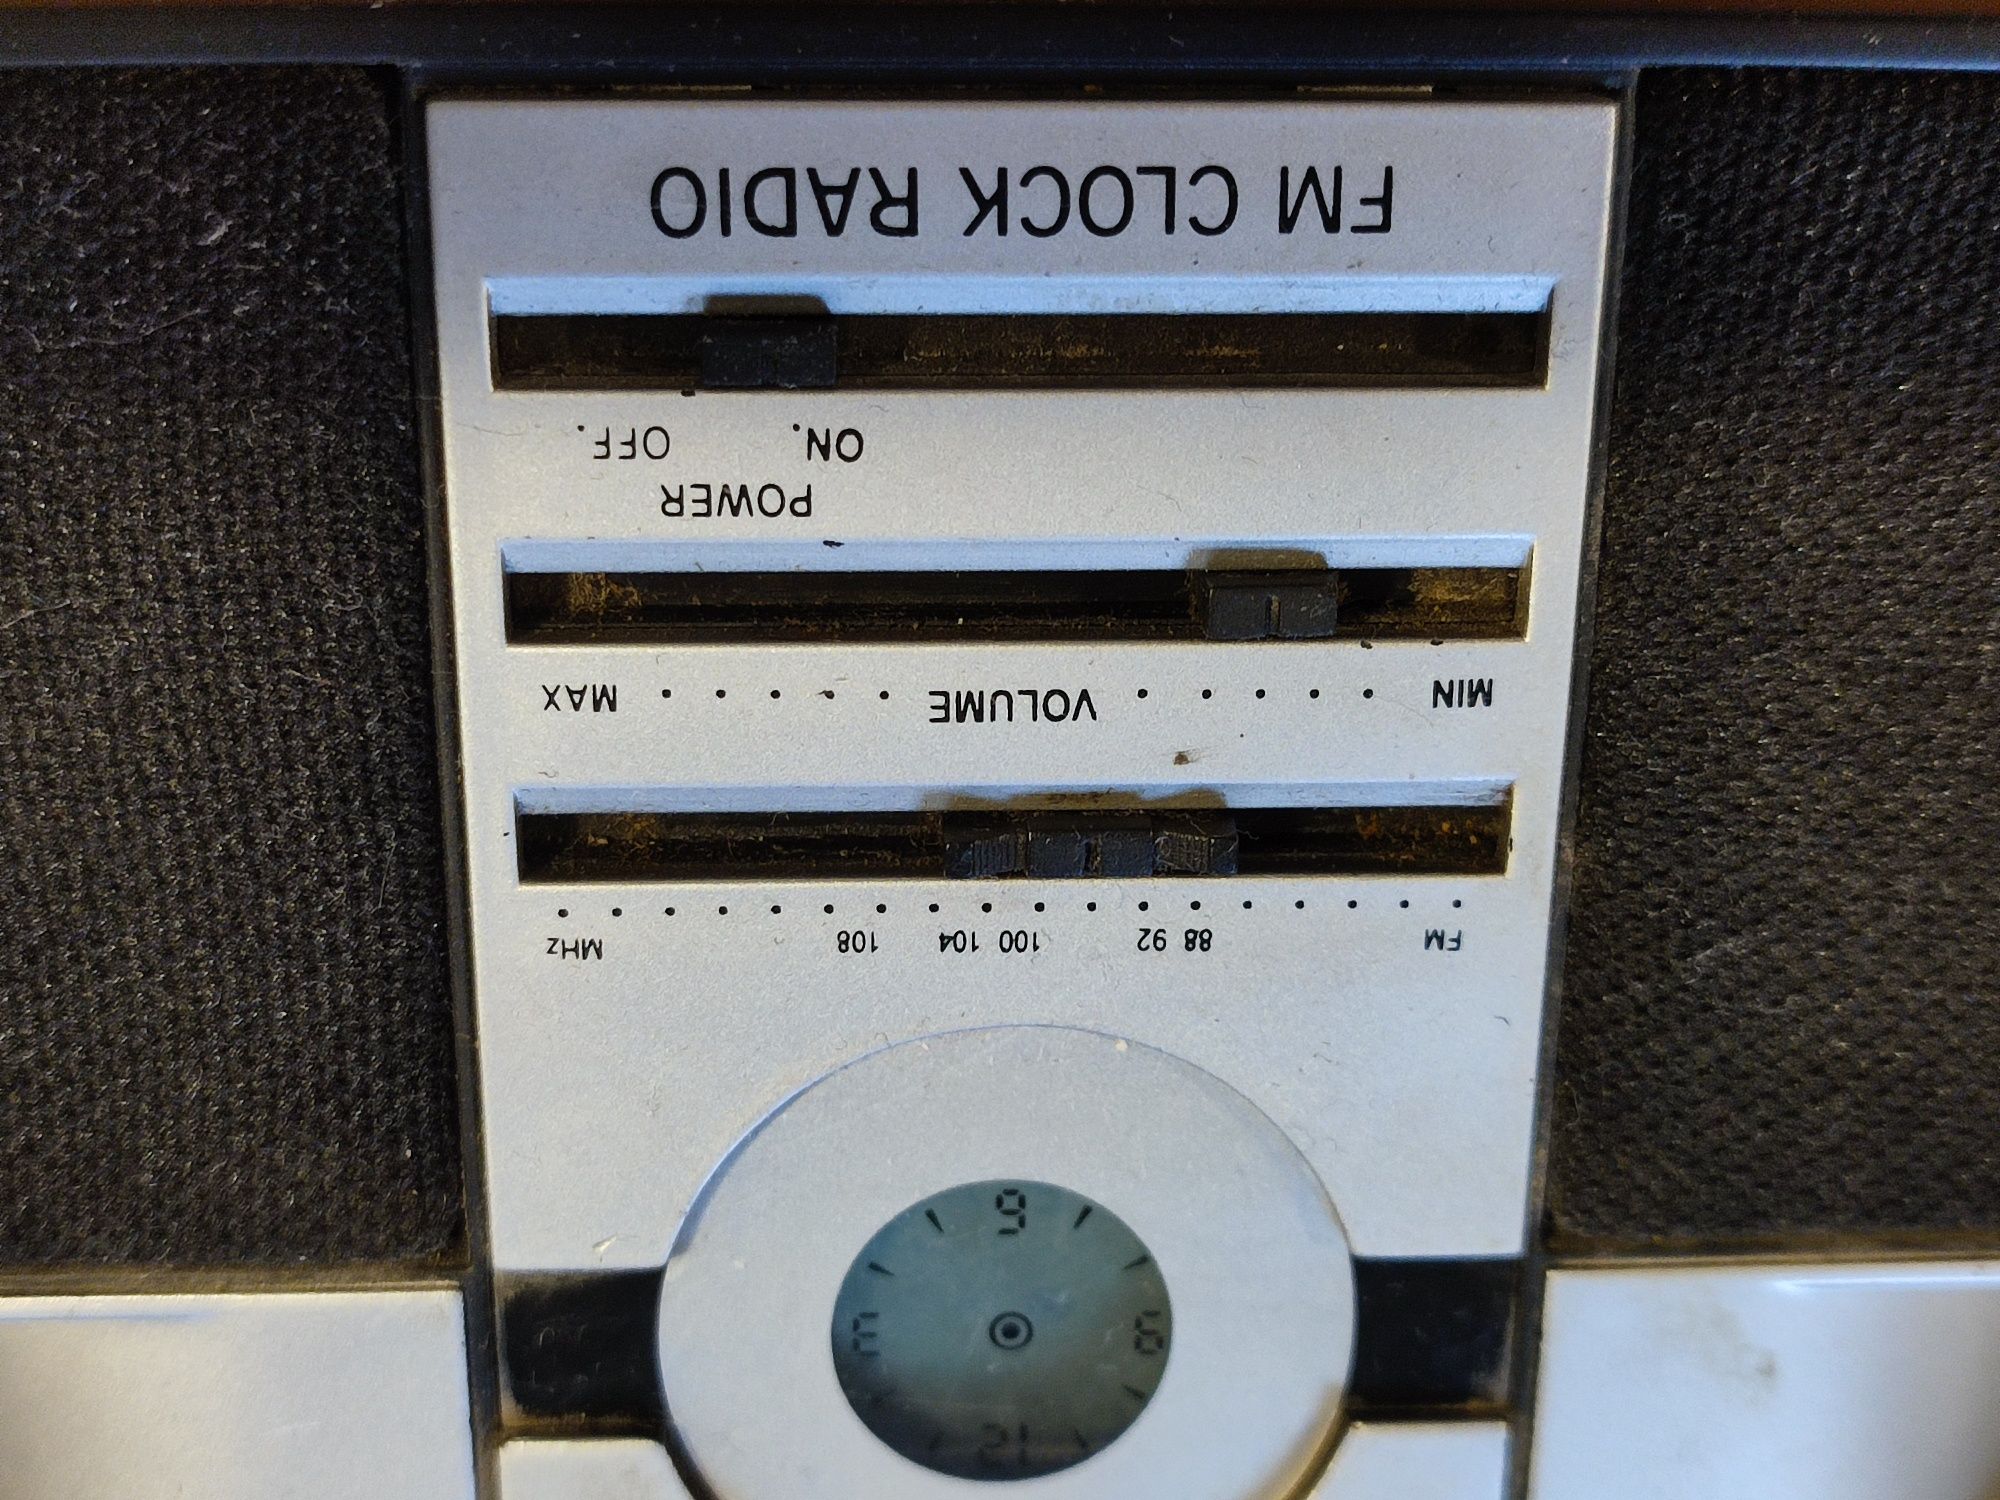 12
9 3
6
FM 88 92 100 104 108 MHz
MIN • • • • • VOLUME • • • • • MAX
POWER
ON. OFF.
FM CLOCK RADIO